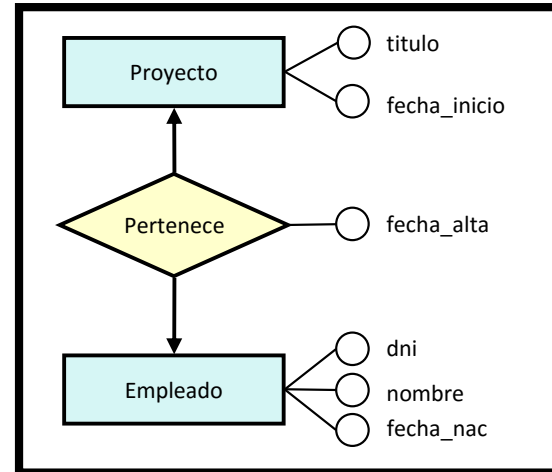 titulo
Proyecto
fecha_inicio
Pertenece
fecha_alta
dni
Empleado
nombre
fecha_nac